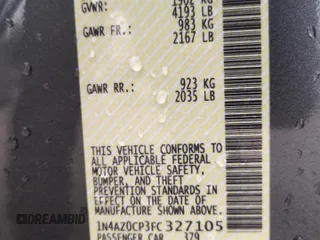 GVWR: 1902 KG
4193 LB
GAWR FR.: 983 KG
2167 LB
GAWR RR.: 923 KG
2035 LB
THIS VEHICLE CONFORMS TO
ALL APPLICABLE FEDERAL
MOTOR VEHICLE SAFETY,
BUMPER, AND THEFT
PREVENTION STANDARDS IN
EFFECT ON THE DATE OF
MANUFACTURE SHOWN ABOVE.
1N4AZ0CP3FC327105
PASSENGER CAR 379
DREAMBID